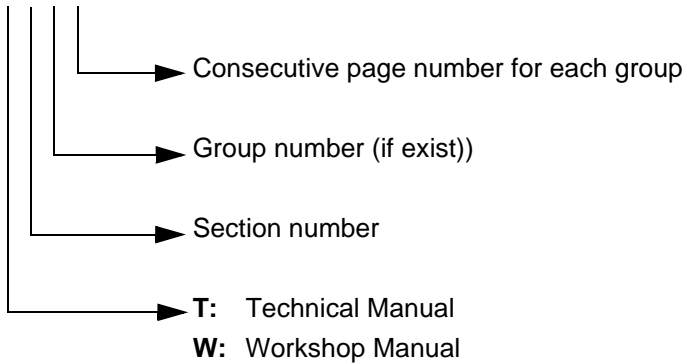 Consecutive page number for each group
Group number (if exist))
Section number
T: Technical Manual
W: Workshop Manual